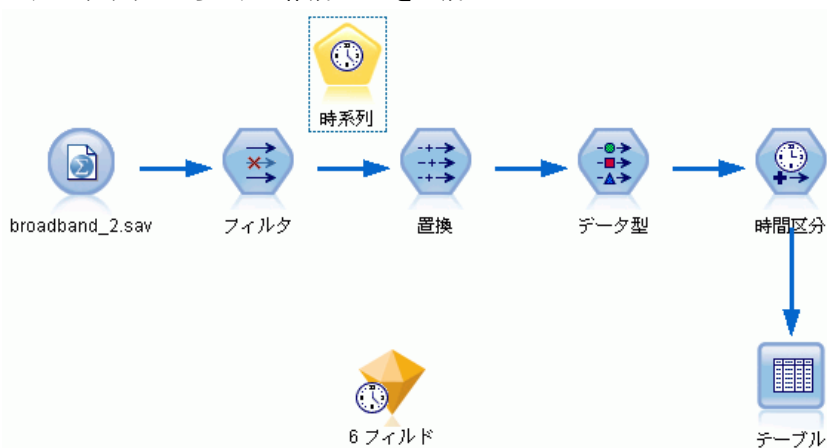 時系列
broadband_2.sav
フィルタ
置換
データ型
時間区分
6 フィルド
テーブル